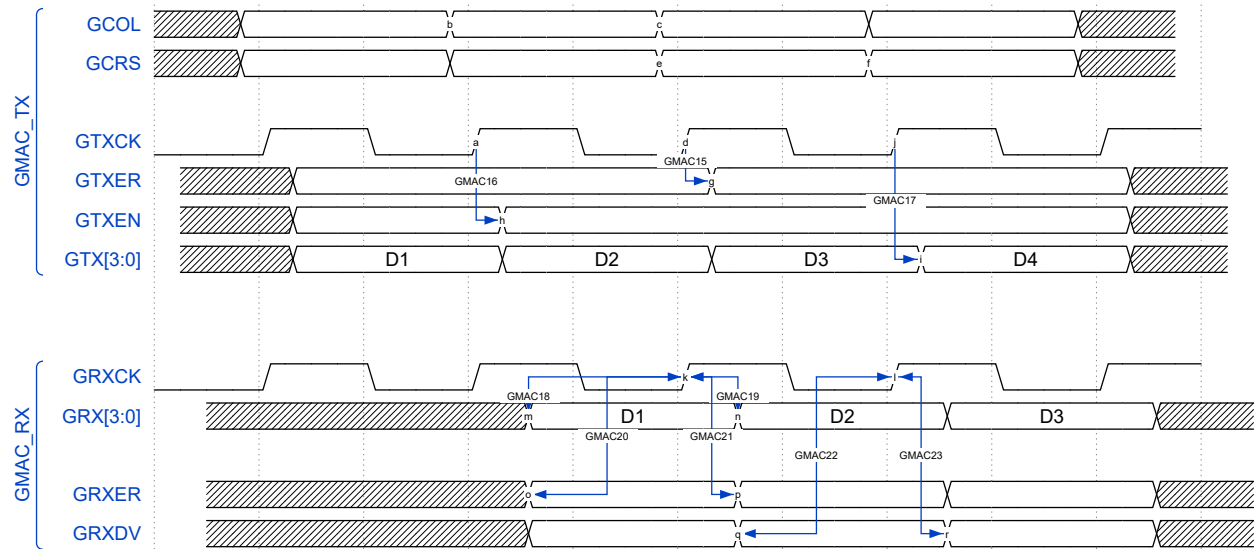 GMAC_TX
GCOL b c
GCRS e f
GTXCK a d j
GMAC15
GTXER g
GMAC16
GMAC17
GTXEN h
GTX[3:0] D1 D2 D3 i D4
GMAC_RX
GRXCK k l
GMAC18 GMAC19
GRX[3:0] m D1 n D2 D3
GMAC20 GMAC21
GMAC22 GMAC23
GRXER o p
GRXDV q r